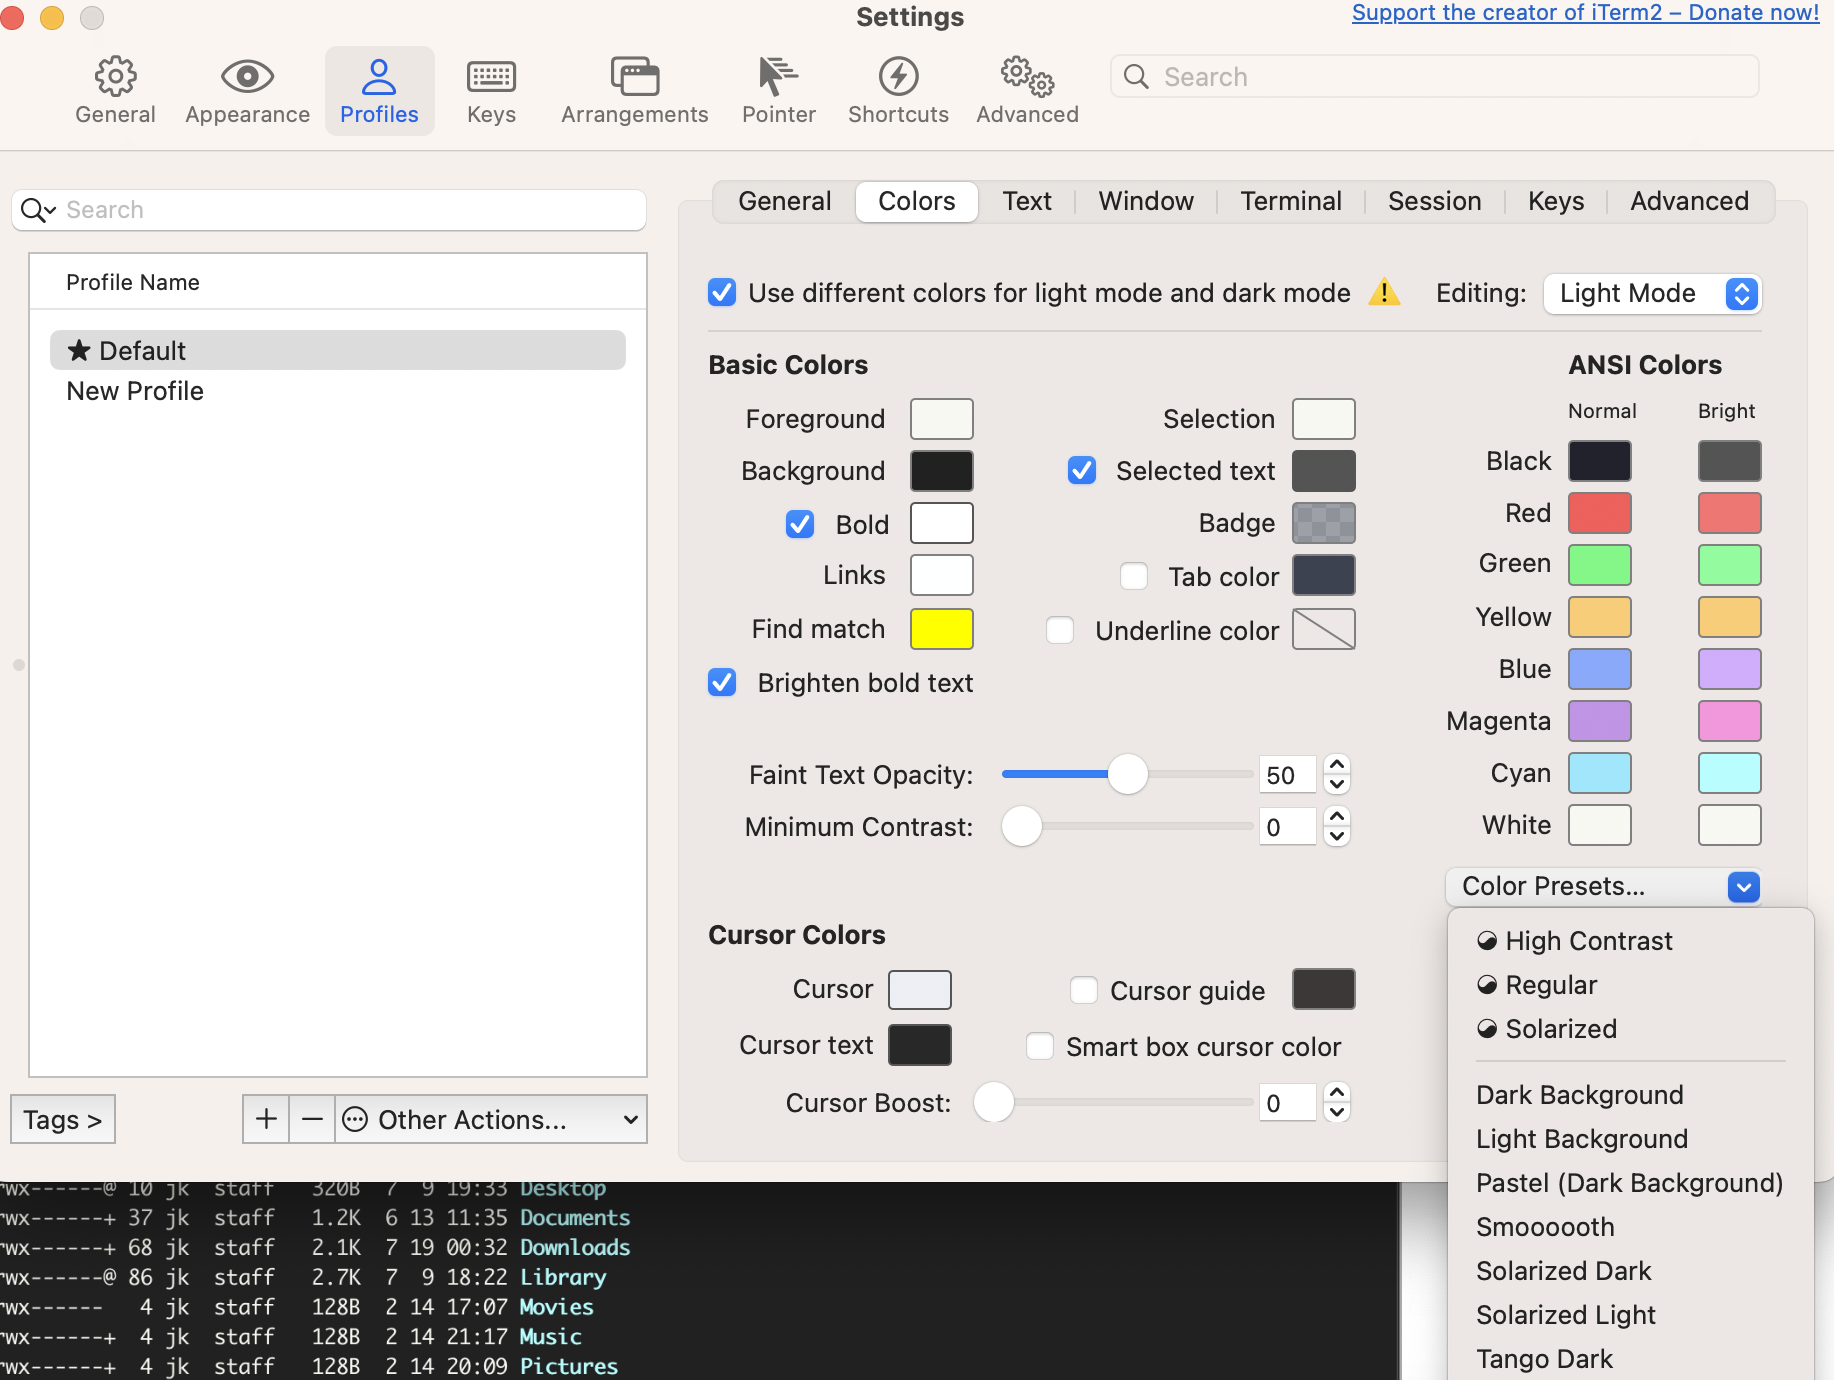 Settings
Support the creator of iTerm2 – Donate now!
General
Appearance
Profiles
Keys
Arrangements
Pointer
Shortcuts
Advanced
Search
Search
Profile Name
★ Default
New Profile
Tags >
+
−
Other Actions...
General
Colors
Text
Window
Terminal
Session
Keys
Advanced
Use different colors for light mode and dark mode
Editing:
Light Mode
Basic Colors
Foreground
Background
Bold
Links
Find match
Brighten bold text
Selection
Selected text
Badge
Tab color
Underline color
Faint Text Opacity:
50
Minimum Contrast:
0
Cursor Colors
Cursor
Cursor text
Cursor guide
Smart box cursor color
Cursor Boost:
0
ANSI Colors
Normal
Bright
Black
Red
Green
Yellow
Blue
Magenta
Cyan
White
Color Presets...
High Contrast
Regular
Solarized
Dark Background
Light Background
Pastel (Dark Background)
Smoooooth
Solarized Dark
Solarized Light
Tango Dark
rwx------@ 10 jk staff 320B 7 9 19:33 Desktop
rwx------+ 37 jk staff 1.2K 6 13 11:35 Documents
rwx------+ 68 jk staff 2.1K 7 19 00:32 Downloads
rwx------@ 86 jk staff 2.7K 7 9 18:22 Library
rwx------ 4 jk staff 128B 2 14 17:07 Movies
rwx------+ 4 jk staff 128B 2 14 21:17 Music
rwx------+ 4 jk staff 128B 2 14 20:09 Pictures